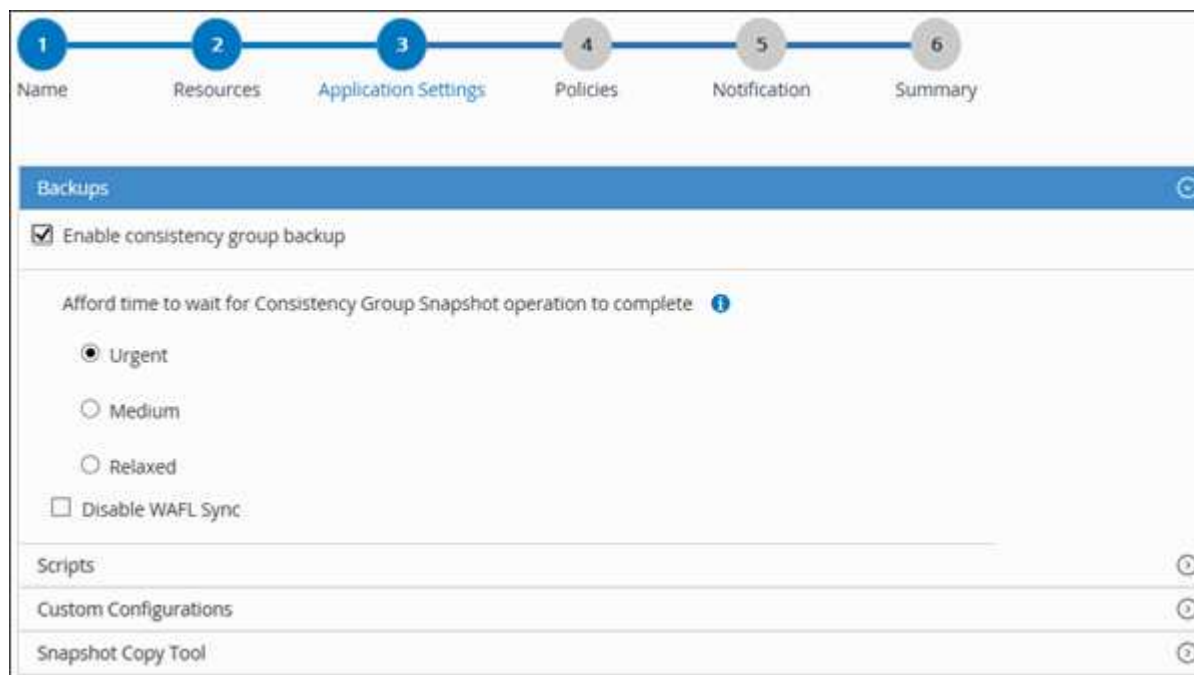 1 2 3 4 5 6
Name Resources Application Settings Policies Notification Summary
Backups
Enable consistency group backup
Afford time to wait for Consistency Group Snapshot operation to complete
Urgent
Medium
Relaxed
Disable WAFL Sync
Scripts
Custom Configurations
Snapshot Copy Tool